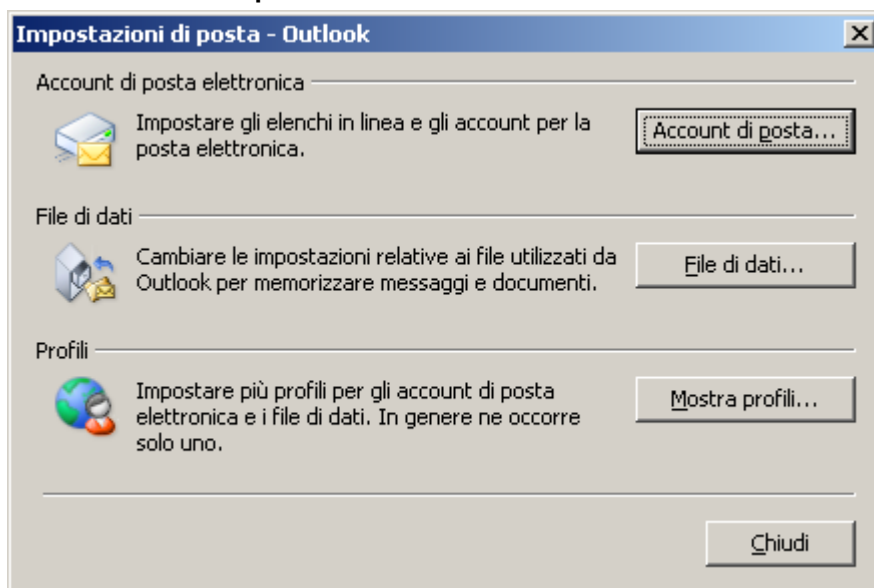 Impostazioni di posta - Outlook
Account di posta elettronica
Impostare gli elenchi in linea e gli account per la
posta elettronica.
Account di posta...
File di dati
Cambiare le impostazioni relative ai file utilizzati da
Outlook per memorizzare messaggi e documenti.
File di dati...
Profili
Impostare più profili per gli account di posta
elettronica e i file di dati. In genere ne occorre
solo uno.
Mostra profili...
Chiudi